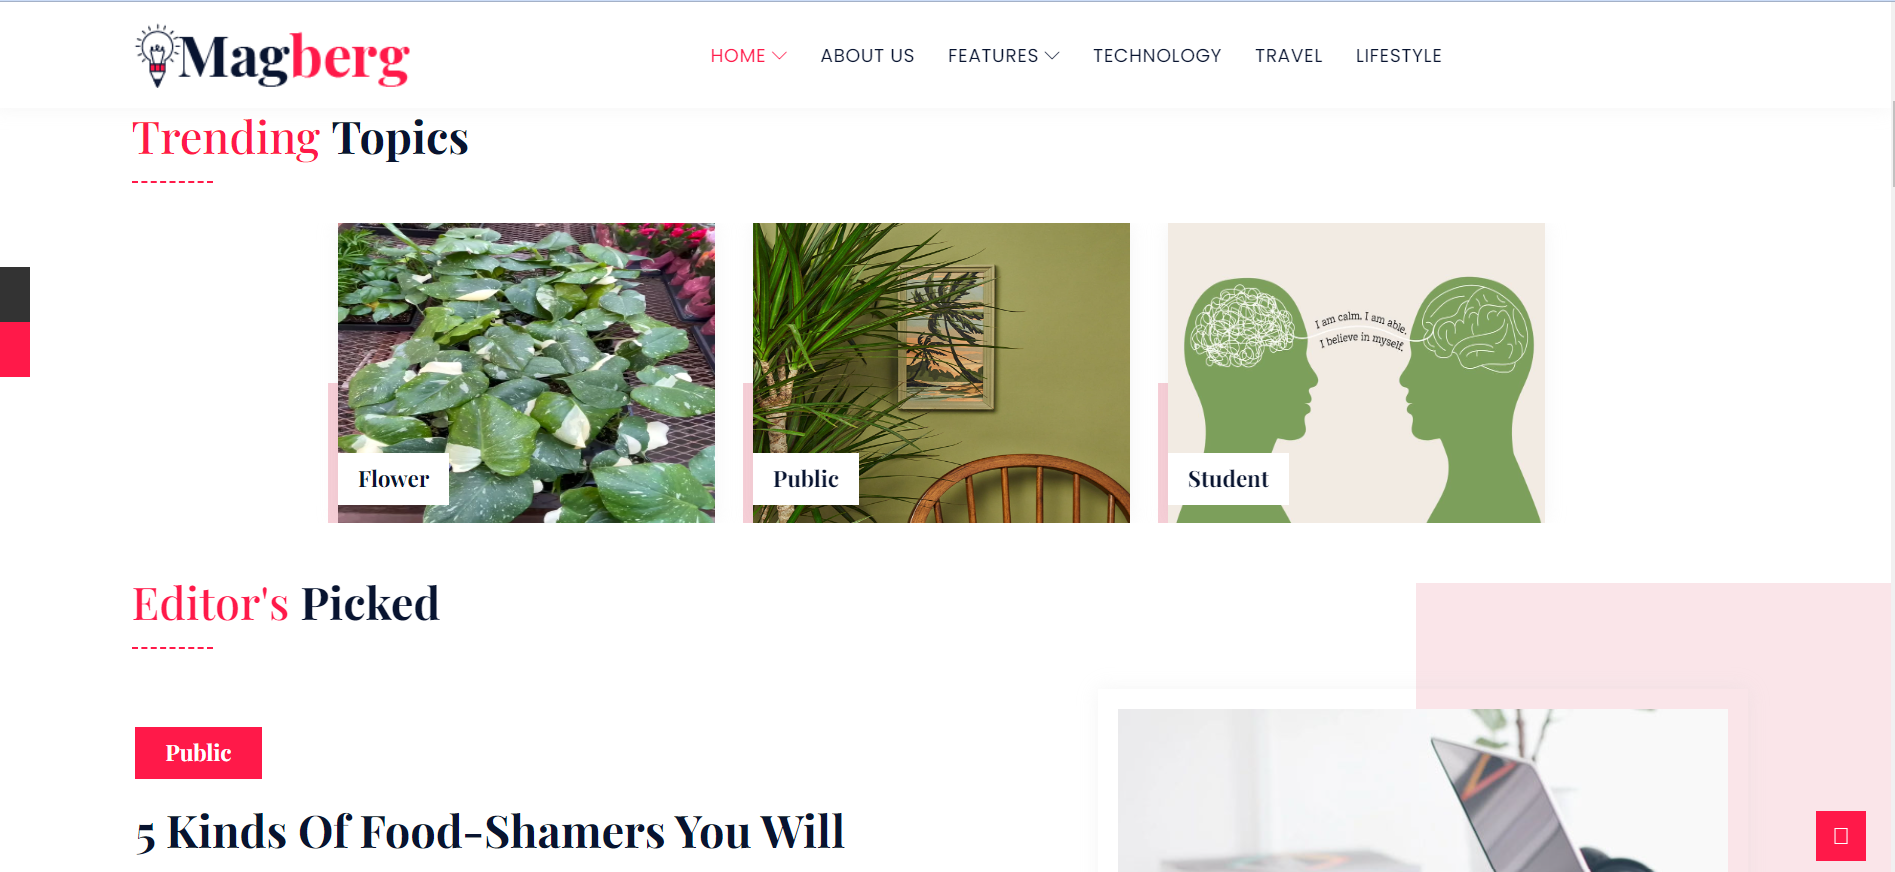 Magberg
HOME ABOUT US FEATURES TECHNOLOGY TRAVEL LIFESTYLE
Trending Topics
Flower
Public
I am calm. I am able.
I believe in myself.
Student
Editor's Picked
Public
5 Kinds Of Food-Shamers You Will